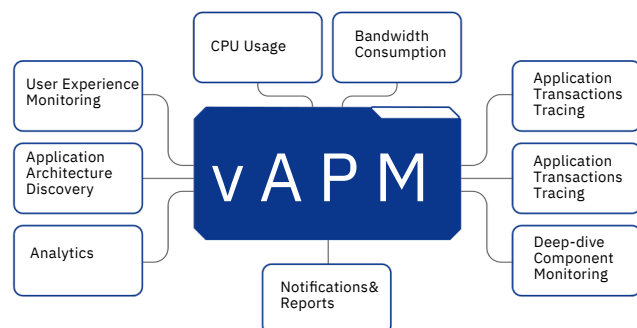 CPU Usage
Bandwidth
Consumption
User Experience
Monitoring
Application
Transactions
Tracing
vAPM
Application
Architecture
Discovery
Application
Transactions
Tracing
Analytics
Deep-dive
Component
Monitoring
Notifications&
Reports